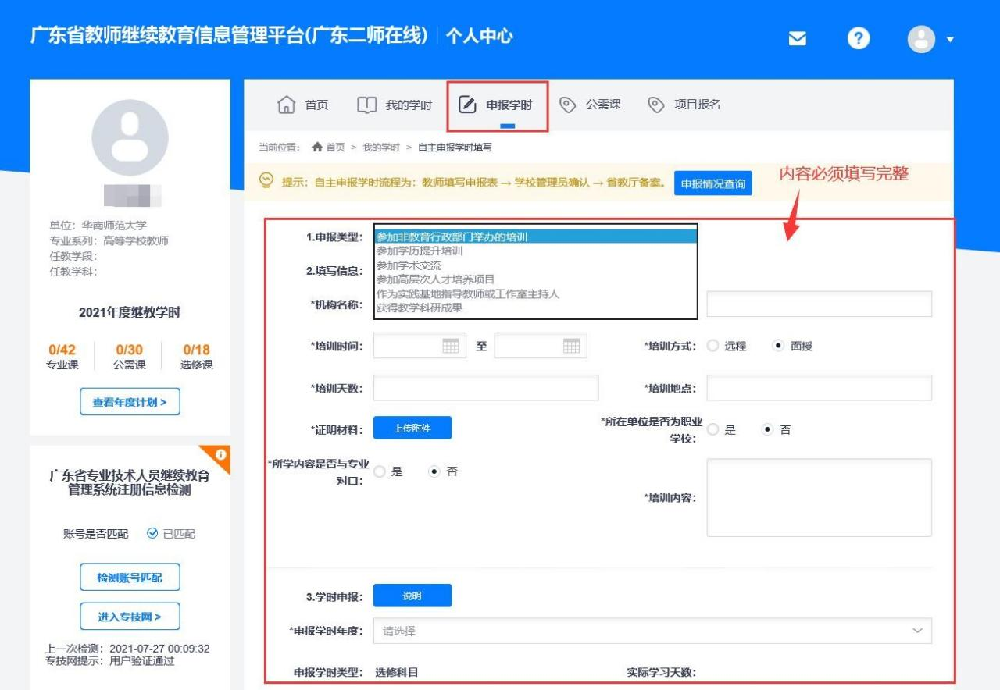 广东省教师继续教育信息管理平台(广东二师在线) 个人中心
首页 我的学时 申报学时 公需课 项目报名
当前位置: 首页 > 我的学时 > 自主申报学时填写
提示: 自主申报学时流程为: 教师填写申报表 → 学校管理员确认 → 省教厅备案。 申报情况查询
内容必须填写完整
单位: 华南师范大学
专业系列: 高等学校教师
任教学段:
任教学科:
2021年度继教学时
0/42 0/30 0/18
专业课 公需课 选修课
查看年度计划 >
广东省专业技术人员继续教育
管理系统注册信息检测
账号是否匹配 已匹配
检测账号匹配
进入专技网 >
上一次检测: 2021-07-27 00:09:32
专技网提示: 用户验证通过
1.申报类型:
参加非教育行政部门举办的培训
参加学历提升培训
参加学术交流
参加高层次人才培养项目
作为实践基地指导教师或工作室主持人
获得教学科研成果
2.填写信息:
*机构名称:
*培训时间: 至 *培训方式: 远程 面授
*培训天数: *培训地点:
*证明材料: 上传附件 *所在单位是否为职业
学校: 是 否
*所学内容是否与专业
对口: 是 否
*培训内容:
3.学时申报: 说明
*申报学时年度: 请选择
申报学时类型: 选修科目 实际学习天数: